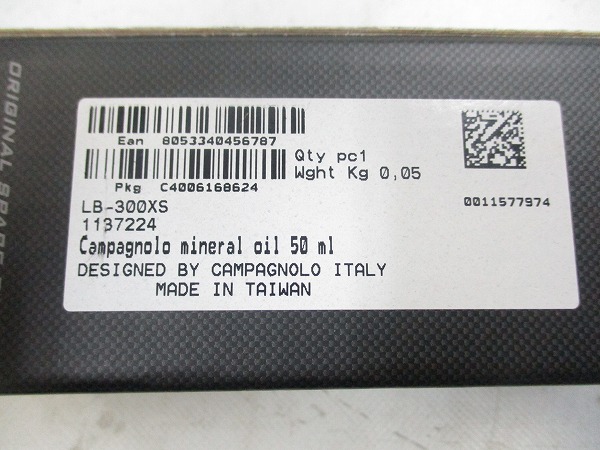 ORIGINAL SPARE
Ean 8053340456787
Qty pc1
Wght Kg 0,05
Pkg C4006168624
0011577974
LB-300XS
1137224
Campagnolo mineral oil 50 ml
DESIGNED BY CAMPAGNOLO ITALY
MADE IN TAIWAN